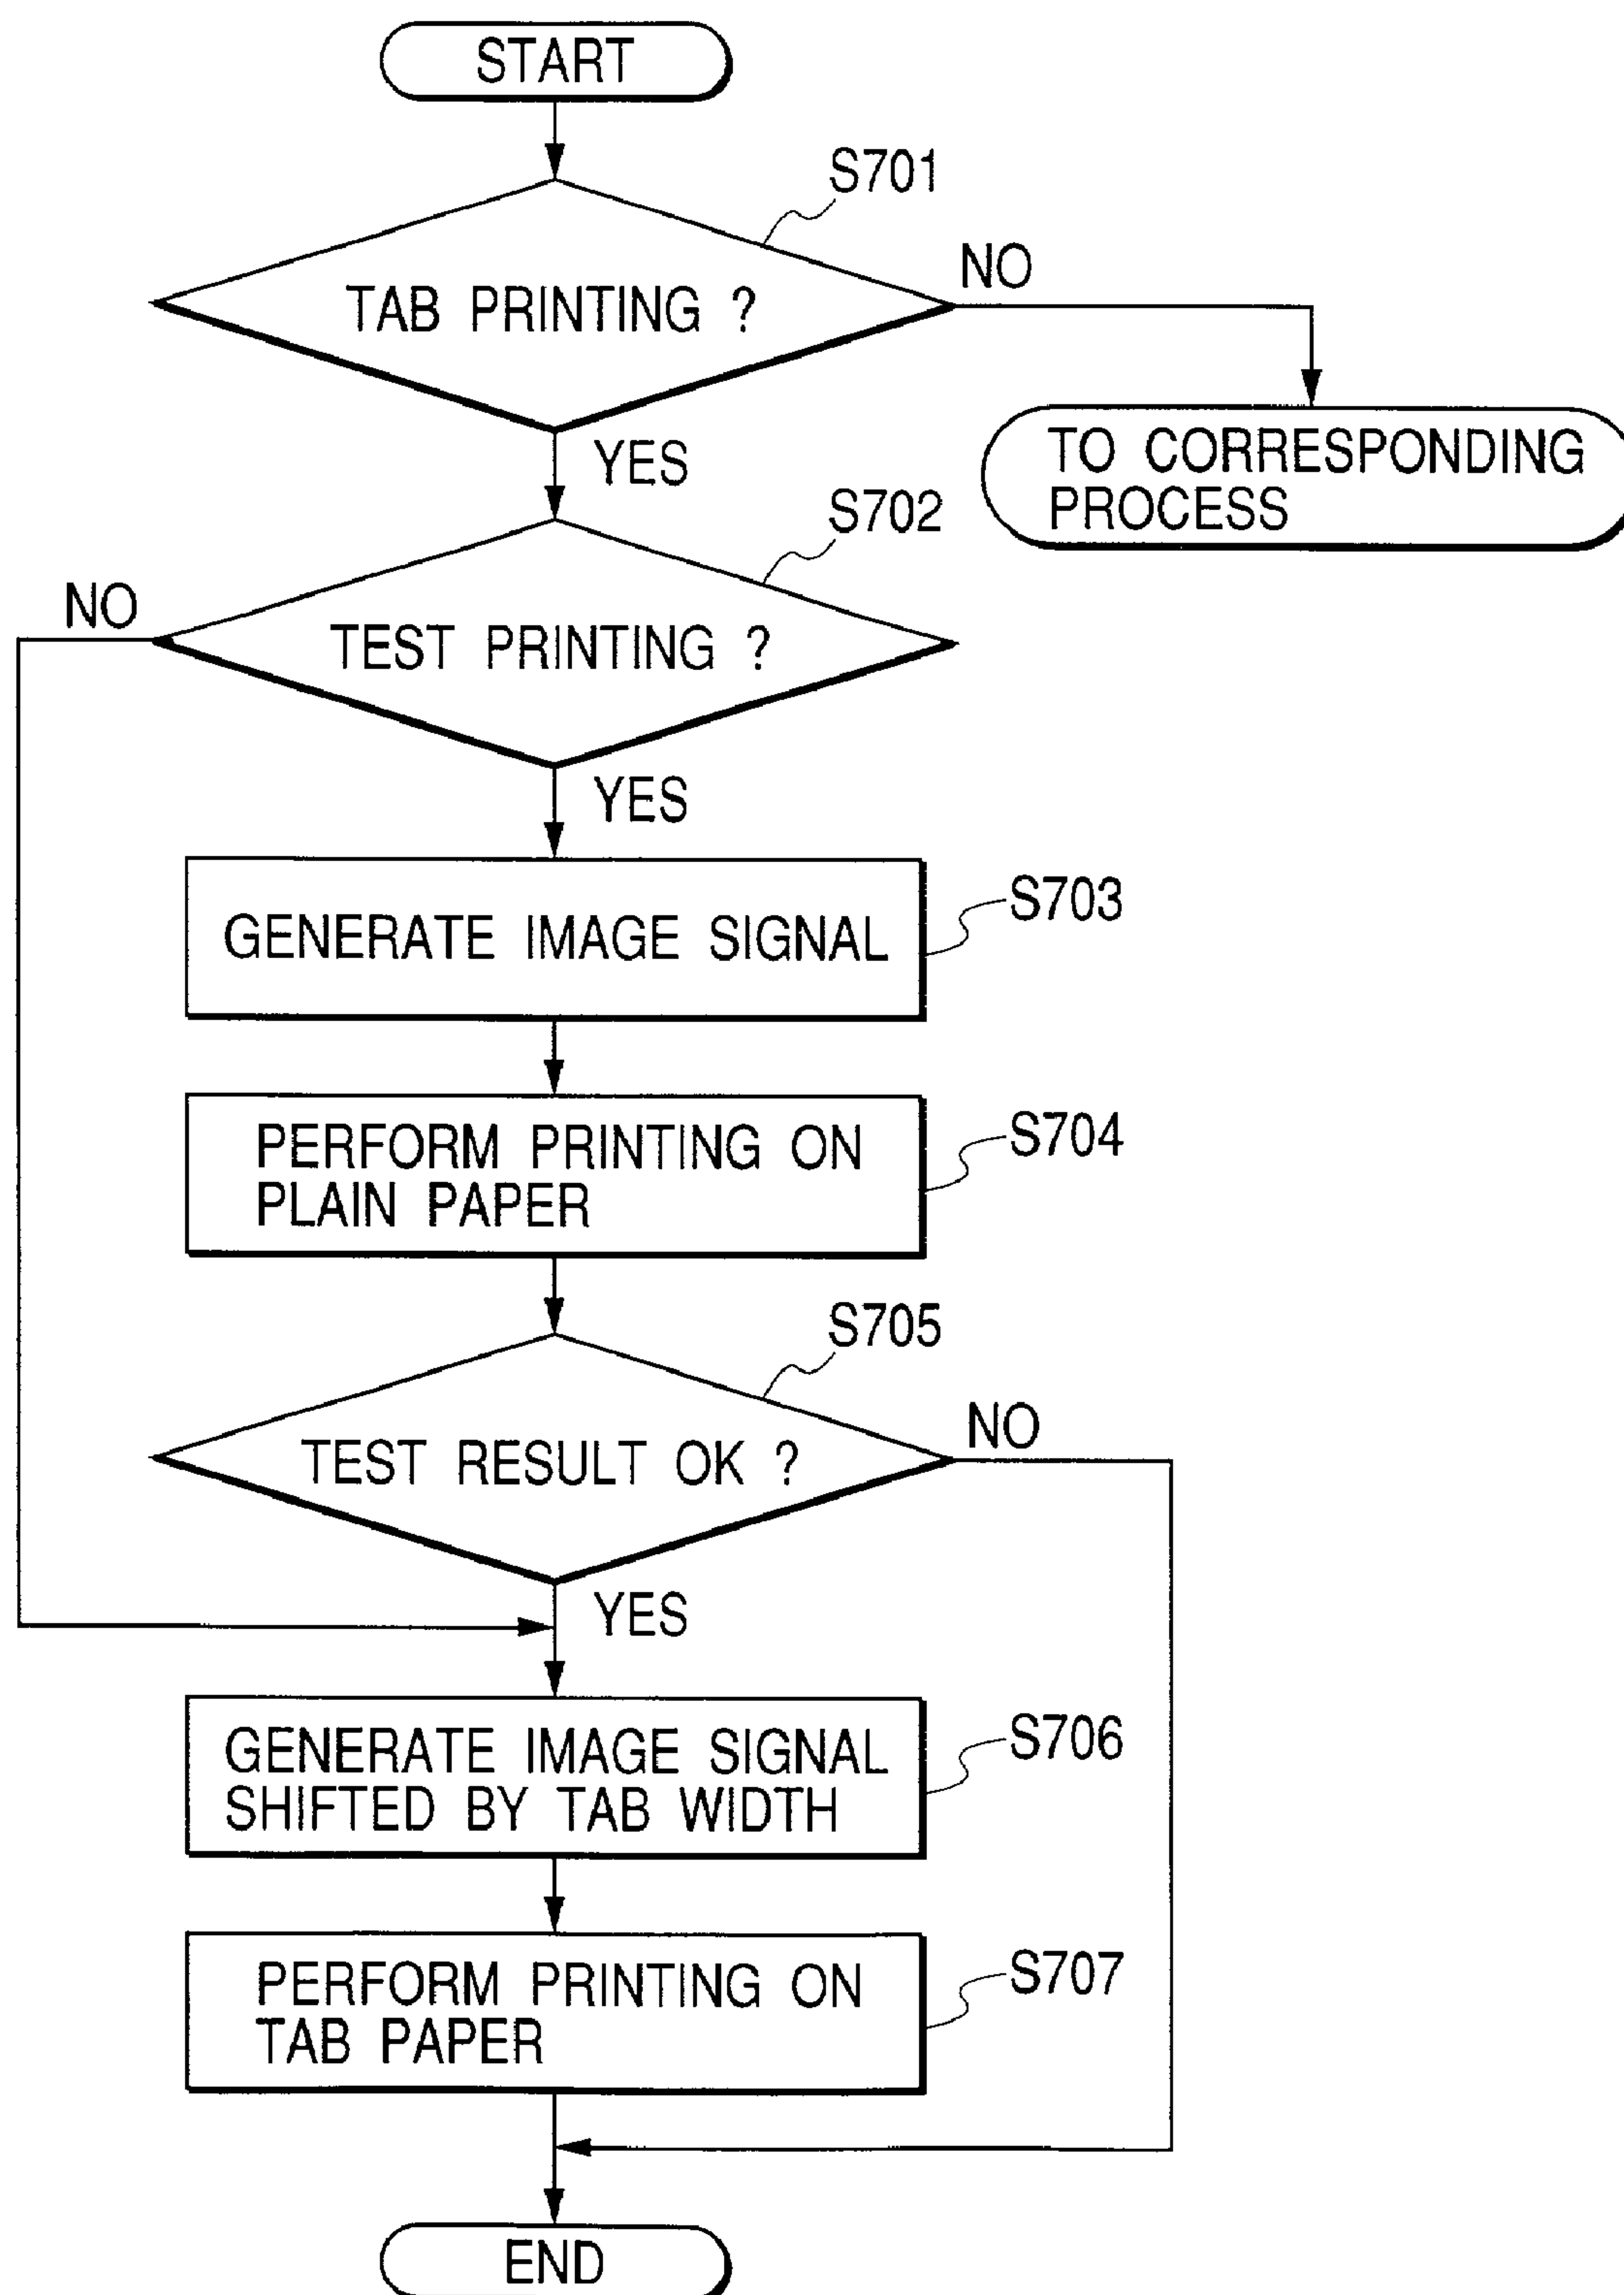 START
S701
TAB PRINTING ?
NO
YES
TO CORRESPONDING
PROCESS
S702
NO
TEST PRINTING ?
YES
S703
GENERATE IMAGE SIGNAL
S704
PERFORM PRINTING ON
PLAIN PAPER
S705
TEST RESULT OK ?
NO
YES
S706
GENERATE IMAGE SIGNAL
SHIFTED BY TAB WIDTH
S707
PERFORM PRINTING ON
TAB PAPER
END